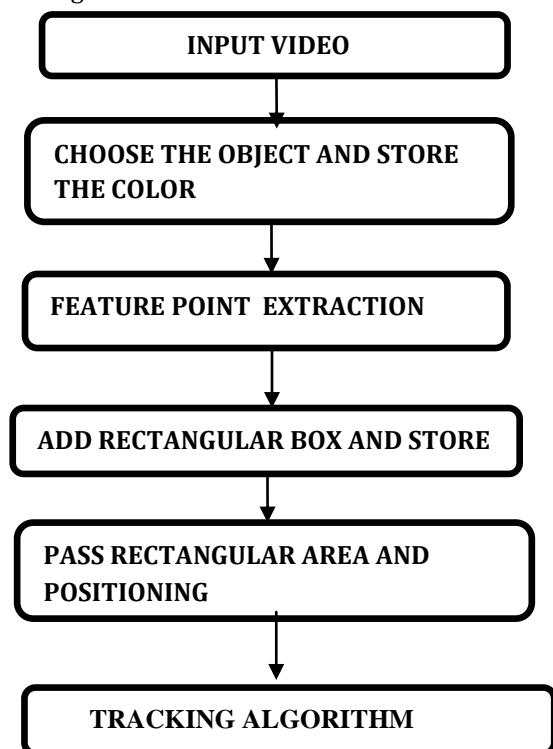 INPUT VIDEO
CHOOSE THE OBJECT AND STORE
THE COLOR
FEATURE POINT EXTRACTION
ADD RECTANGULAR BOX AND STORE
PASS RECTANGULAR AREA AND
POSITIONING
TRACKING ALGORITHM